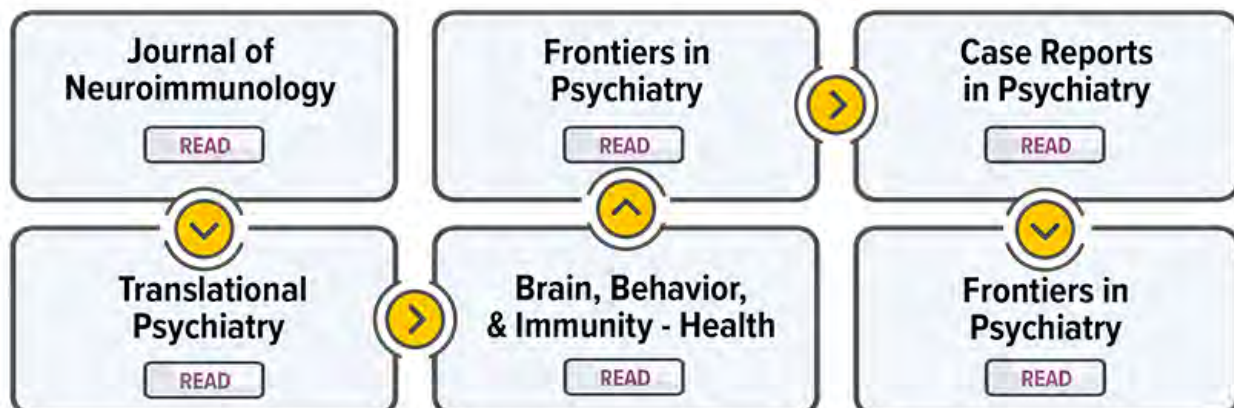 Journal of
Neuroimmunology
READ
Translational
Psychiatry
READ
Brain, Behavior,
& Immunity - Health
READ
Frontiers in
Psychiatry
READ
Case Reports
in Psychiatry
READ
Frontiers in
Psychiatry
READ